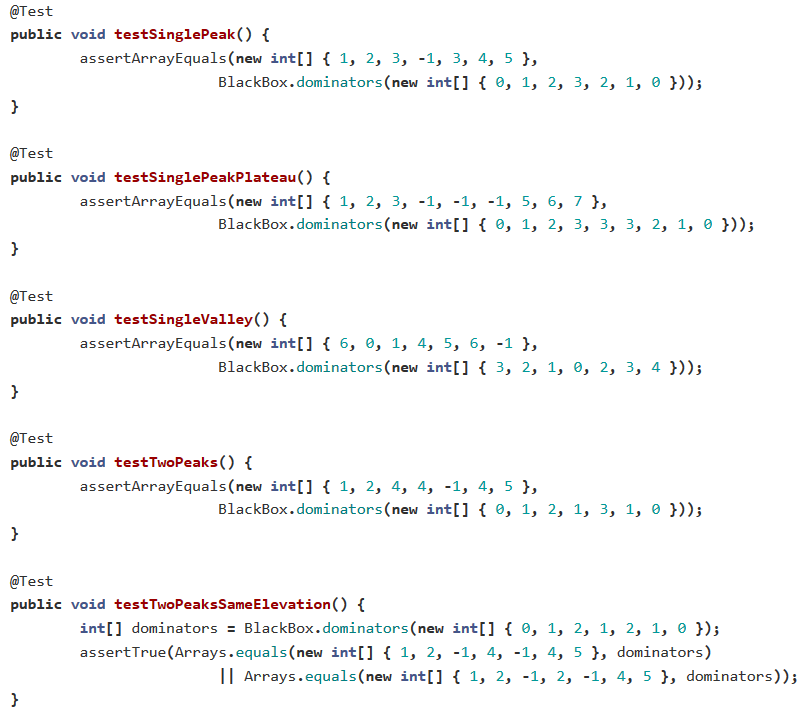 @Test
public void testSinglePeak() {
        assertArrayEquals(new int[] { 1, 2, 3, -1, 3, 4, 5 },
                        BlackBox.dominators(new int[] { 0, 1, 2, 3, 2, 1, 0 }));
}

@Test
public void testSinglePeakPlateau() {
        assertArrayEquals(new int[] { 1, 2, 3, -1, -1, -1, 5, 6, 7 },
                        BlackBox.dominators(new int[] { 0, 1, 2, 3, 3, 3, 2, 1, 0 }));
}

@Test
public void testSingleValley() {
        assertArrayEquals(new int[] { 6, 0, 1, 4, 5, 6, -1 },
                        BlackBox.dominators(new int[] { 3, 2, 1, 0, 2, 3, 4 }));
}

@Test
public void testTwoPeaks() {
        assertArrayEquals(new int[] { 1, 2, 4, 4, -1, 4, 5 },
                        BlackBox.dominators(new int[] { 0, 1, 2, 1, 3, 1, 0 }));
}

@Test
public void testTwoPeaksSameElevation() {
        int[] dominators = BlackBox.dominators(new int[] { 0, 1, 2, 1, 2, 1, 0 });
        assertTrue(Arrays.equals(new int[] { 1, 2, -1, 4, -1, 4, 5 }, dominators)
                        || Arrays.equals(new int[] { 1, 2, -1, 2, -1, 4, 5 }, dominators));
}